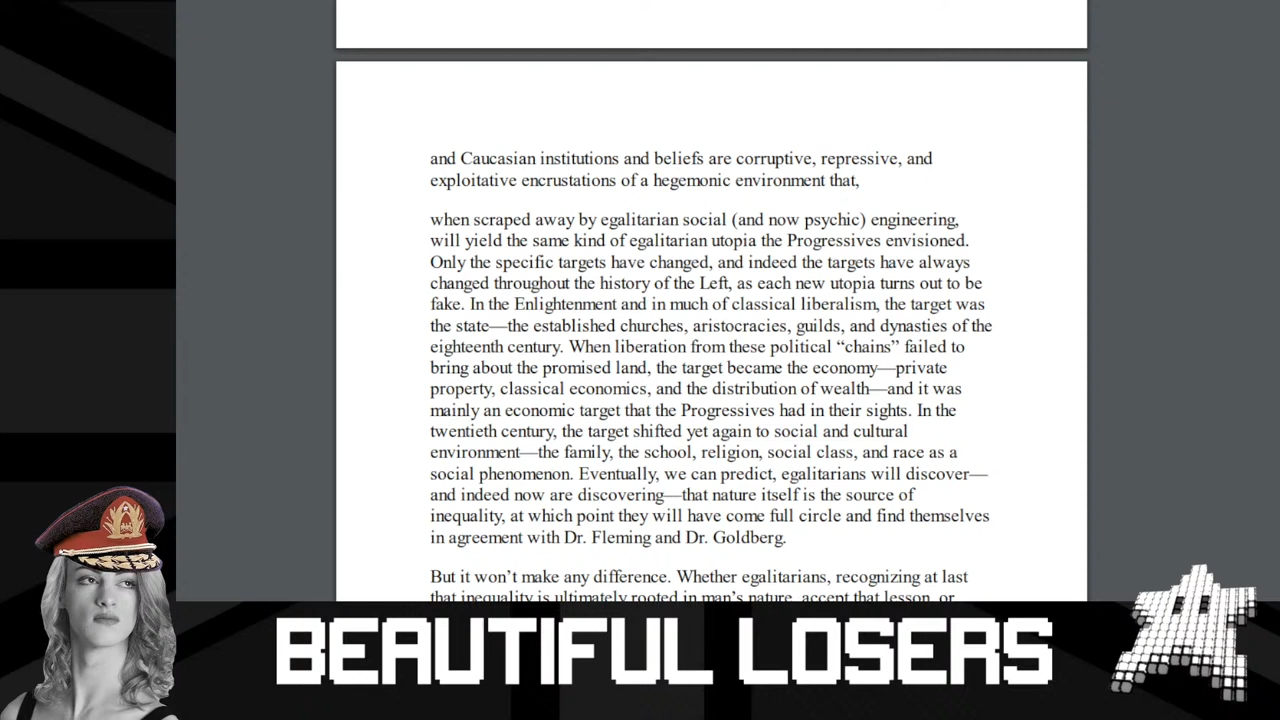 and Caucasian institutions and beliefs are corruptive, repressive, and
exploitative encrustations of a hegemonic environment that,
when scraped away by egalitarian social (and now psychic) engineering,
will yield the same kind of egalitarian utopia the Progressives envisioned.
Only the specific targets have changed, and indeed the targets have always
changed throughout the history of the Left, as each new utopia turns out to be
fake. In the Enlightenment and in much of classical liberalism, the target was
the state—the established churches, aristocracies, guilds, and dynasties of the
eighteenth century. When liberation from these political “chains” failed to
bring about the promised land, the target became the economy—private
property, classical economics, and the distribution of wealth—and it was
mainly an economic target that the Progressives had in their sights. In the
twentieth century, the target shifted yet again to social and cultural
environment—the family, the school, religion, social class, and race as a
social phenomenon. Eventually, we can predict, egalitarians will discover—
and indeed now are discovering—that nature itself is the source of
inequality, at which point they will have come full circle and find themselves
in agreement with Dr. Fleming and Dr. Goldberg.
But it won’t make any difference. Whether egalitarians, recognizing at last
that inequality is ultimately rooted in man’s nature, accept that lesson, or
BEAUTIFUL LOSERS